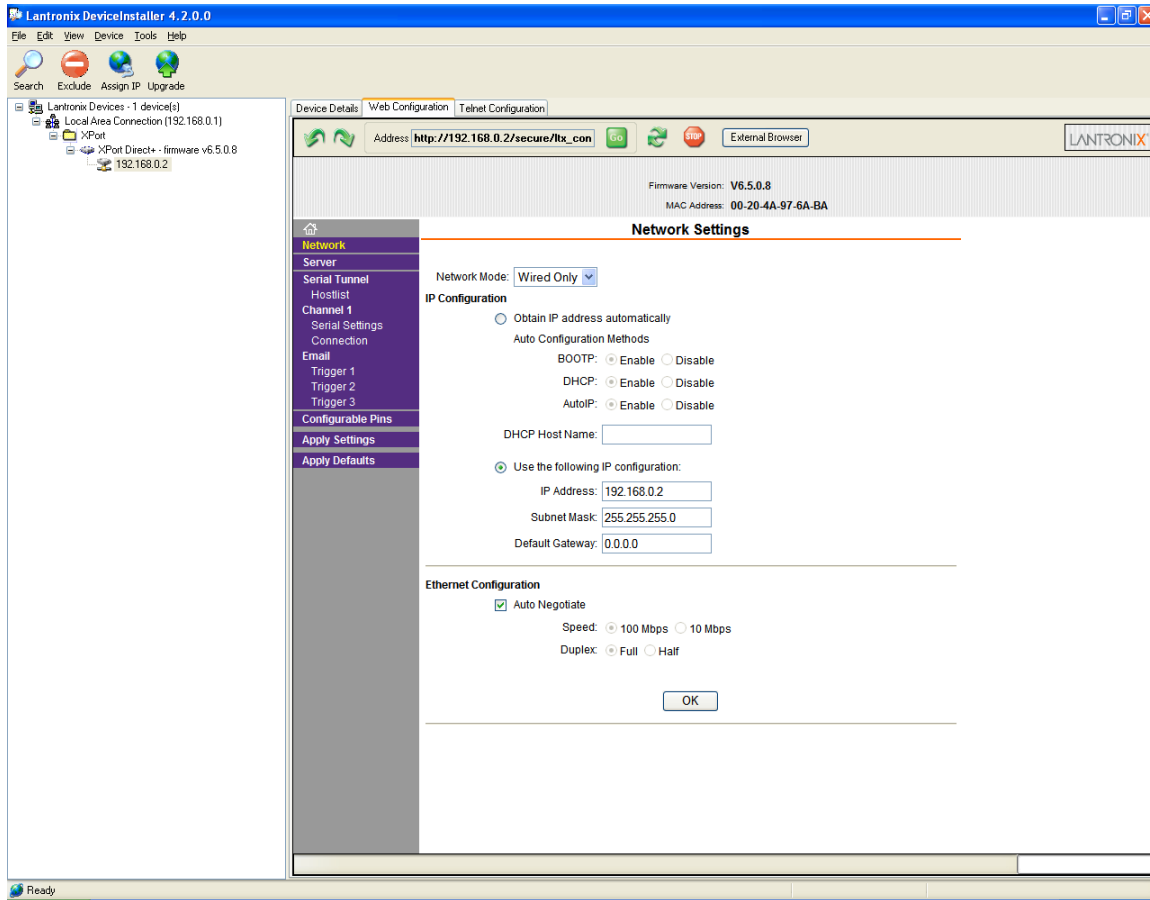 Lantronix DeviceInstaller 4.2.0.0
File Edit View Device Tools Help
Search Exclude Assign IP Upgrade
Lantronix Devices - 1 device(s)
Local Area Connection (192.168.0.1)
XPort
XPort Direct+ - firmware v6.5.0.8
192.168.0.2
Device Details Web Configuration Telnet Configuration
Address http://192.168.0.2/secure/ltx_con Go STOP External Browser LANTRONIX
Firmware Version: V6.5.0.8
MAC Address: 00-20-4A-97-6A-BA
Network
Server
Serial Tunnel
Hostlist
Channel 1
Serial Settings
Connection
Email
Trigger 1
Trigger 2
Trigger 3
Configurable Pins
Apply Settings
Apply Defaults
Network Settings
Network Mode: Wired Only
IP Configuration
Obtain IP address automatically
Auto Configuration Methods
BOOTP: Enable Disable
DHCP: Enable Disable
AutoIP: Enable Disable
DHCP Host Name:
Use the following IP configuration:
IP Address: 192.168.0.2
Subnet Mask: 255.255.255.0
Default Gateway: 0.0.0.0
Ethernet Configuration
Auto Negotiate
Speed: 100 Mbps 10 Mbps
Duplex: Full Half
OK
Ready